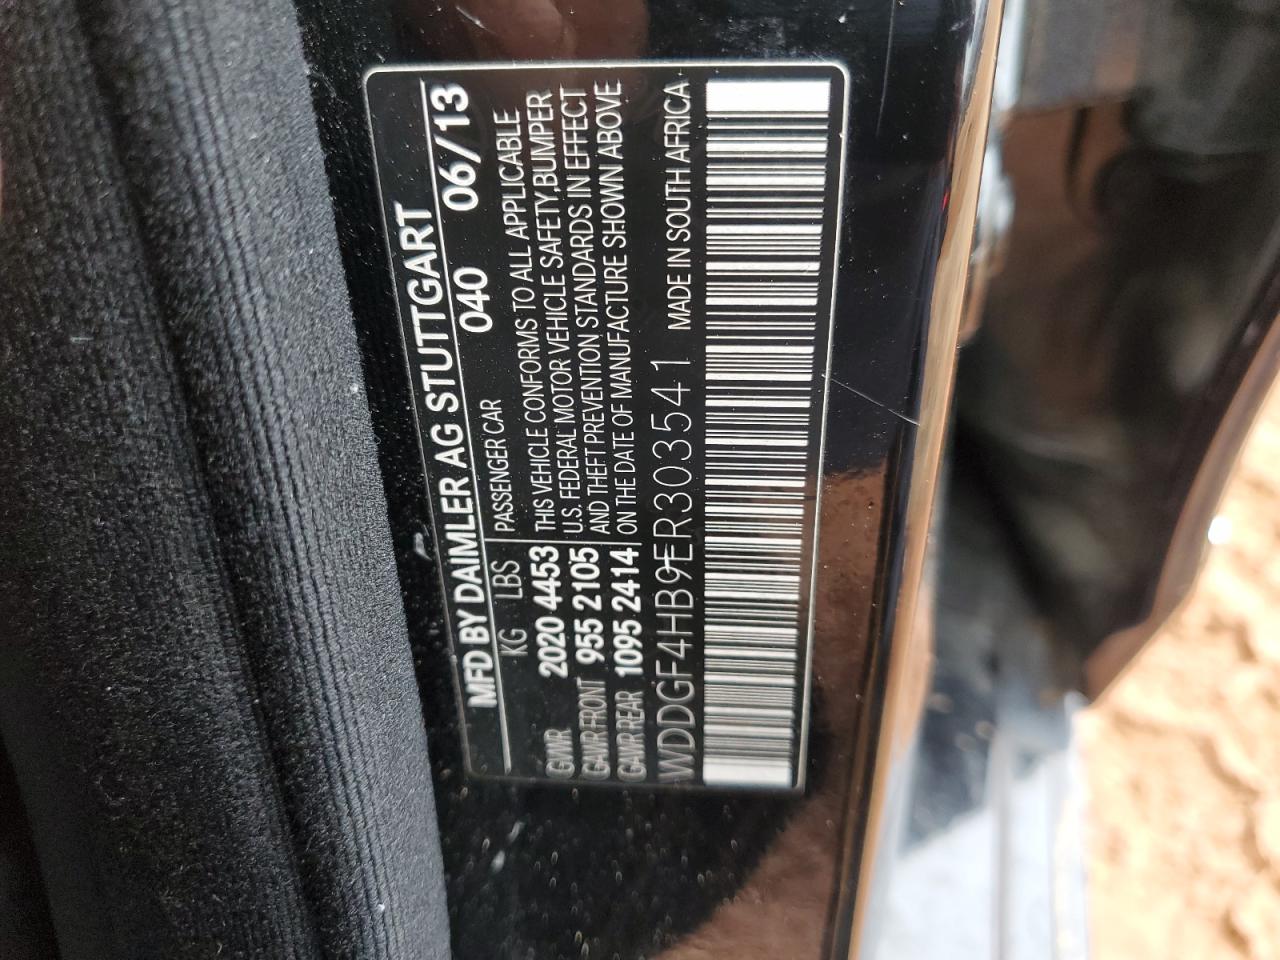 MFD BY DAIMLER AG STUTTGART
KG LBS PASSENGER CAR 040 06/13
GVWR 2020 4453 THIS VEHICLE CONFORMS TO ALL APPLICABLE
GAWR FRONT 955 2105 U.S. FEDERAL MOTOR VEHICLE SAFETY,BUMPER
GAWR REAR 1095 2414 AND THEFT PREVENTION STANDARDS IN EFFECT
ON THE DATE OF MANUFACTURE SHOWN ABOVE
WDDGF4HB9ER303541 MADE IN SOUTH AFRICA